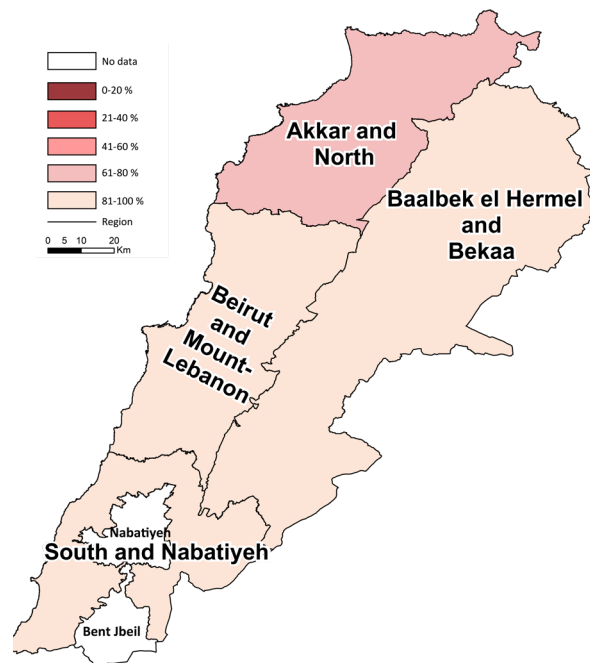 No data
0-20 %
21-40 %
41-60 %
61-80 %
81-100 %
Region
0 5 10 20
Km
Akkar and
North
Baalbek el Hermel
and
Bekaa
Beirut
and
Mount-
Lebanon
Nabatiyeh
South and Nabatiyeh
Bent Jbeil